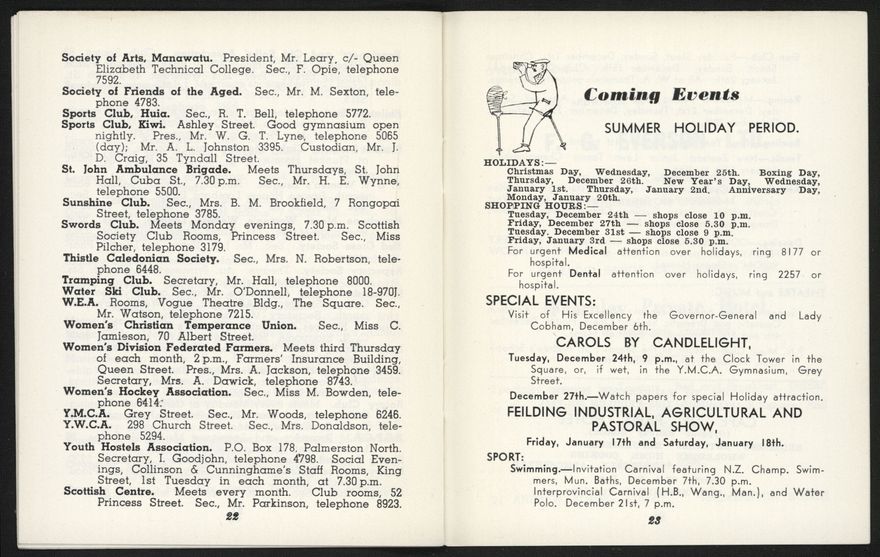 Society of Arts, Manawatu. President, Mr. Leary, c/- Queen
Elizabeth Technical College. Sec., F. Opie, telephone
7592.
Society of Friends of the Aged. Sec., Mr. M. Sexton, tele-
phone 4783.
Sports Club, Huia. Sec., R. T. Bell, telephone 5772.
Sports Club, Kiwi. Ashley Street. Good gymnasium open
nightly. Pres., Mr. W. G. T. Lyne, telephone 5065
(day); Mr. A. L. Johnston 3395. Custodian, Mr. J.
D. Craig, 35 Tyndall Street.
St. John Ambulance Brigade. Meets Thursdays, St. John
Hall, Cuba St., 7.30 p.m. Sec., Mr. H. E. Wynne,
telephone 5500.
Sunshine Club. Sec., Mrs. B. M. Brookfield, 7 Rongopai
Street, telephone 3785.
Swords Club. Meets Monday evenings, 7.30 p.m. Scottish
Society Club Rooms, Princess Street. Sec., Miss
Pilcher, telephone 3179.
Thistle Caledonian Society. Sec., Mrs. N. Robertson, tele-
phone 6448.
Tramping Club. Secretary, Mr. Hall, telephone 8000.
Water Ski Club. Sec., Mr. O'Donnell, telephone 18-970J.
W.E.A. Rooms, Vogue Theatre Bldg., The Square. Sec.,
Mr. Watson, telephone 7215.
Women's Christian Temperance Union. Sec., Miss C.
Jamieson, 70 Albert Street.
Women's Division Federated Farmers. Meets third Thursday
of each month, 2 p.m., Farmers' Insurance Building,
Queen Street. Pres., Mrs. A. Jackson, telephone 3459.
Secretary, Mrs. A. Dawick, telephone 8743.
Women's Hockey Association. Sec., Miss M. Bowden, tele-
phone 6414.
Y.M.C.A. Grey Street. Sec., Mr. Woods, telephone 6246.
Y.W.C.A. 298 Church Street. Sec., Mrs. Donaldson, tele-
phone 5294.
Youth Hostels Association. P.O. Box 178, Palmerston North.
Secretary, I. Goodjohn, telephone 4798. Social Even-
ings, Collinson & Cunninghame's Staff Rooms, King
Street, 1st Tuesday in each month, at 7.30 p.m.
Scottish Centre. Meets every month. Club rooms, 52
Princess Street. Sec., Mr. Parkinson, telephone 8923.
22
Coming Events
SUMMER HOLIDAY PERIOD.
HOLIDAYS:—
Christmas Day, Wednesday, December 25th. Boxing Day,
Thursday, December 26th. New Year's Day, Wednesday,
January 1st. Thursday, January 2nd. Anniversary Day,
Monday, January 20th.
SHOPPING HOURS:—
Tuesday, December 24th — shops close 10 p.m.
Friday, December 27th — shops close 5.30 p.m.
Tuesday. December 31st — shops close 9 p.m.
Friday, January 3rd — shops close 5.30 p.m.
For urgent Medical attention over holidays, ring 8177 or
hospital.
For urgent Dental attention over holidays, ring 2257 or
hospital.
SPECIAL EVENTS:
Visit of His Excellency the Governor-General and Lady
Cobham, December 6th.
CAROLS BY CANDLELIGHT,
Tuesday, December 24th, 9 p.m., at the Clock Tower in the
Square, or, if wet, in the Y.M.C.A. Gymnasium, Grey
Street.
December 27th.—Watch papers for special Holiday attraction.
FEILDING INDUSTRIAL, AGRICULTURAL AND
PASTORAL SHOW,
Friday, January 17th and Saturday, January 18th.
SPORT:
Swimming.—Invitation Carnival featuring N.Z. Champ. Swim-
mers, Mun. Baths, December 7th, 7.30 p.m.
Interprovincial Carnival (H.B., Wang., Man.), and Water
Polo. December 21st, 7 p.m.
23